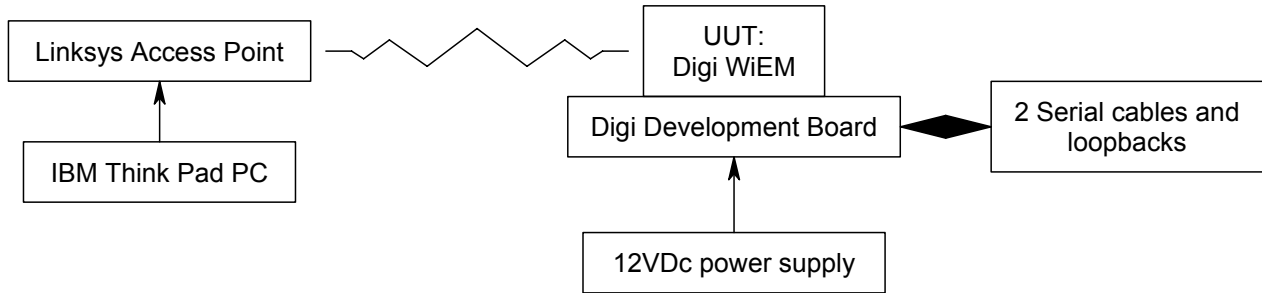 Linksys Access Point
UUT:
Digi WiEM
Digi Development Board
2 Serial cables and
loopbacks
IBM Think Pad PC
12VDc power supply